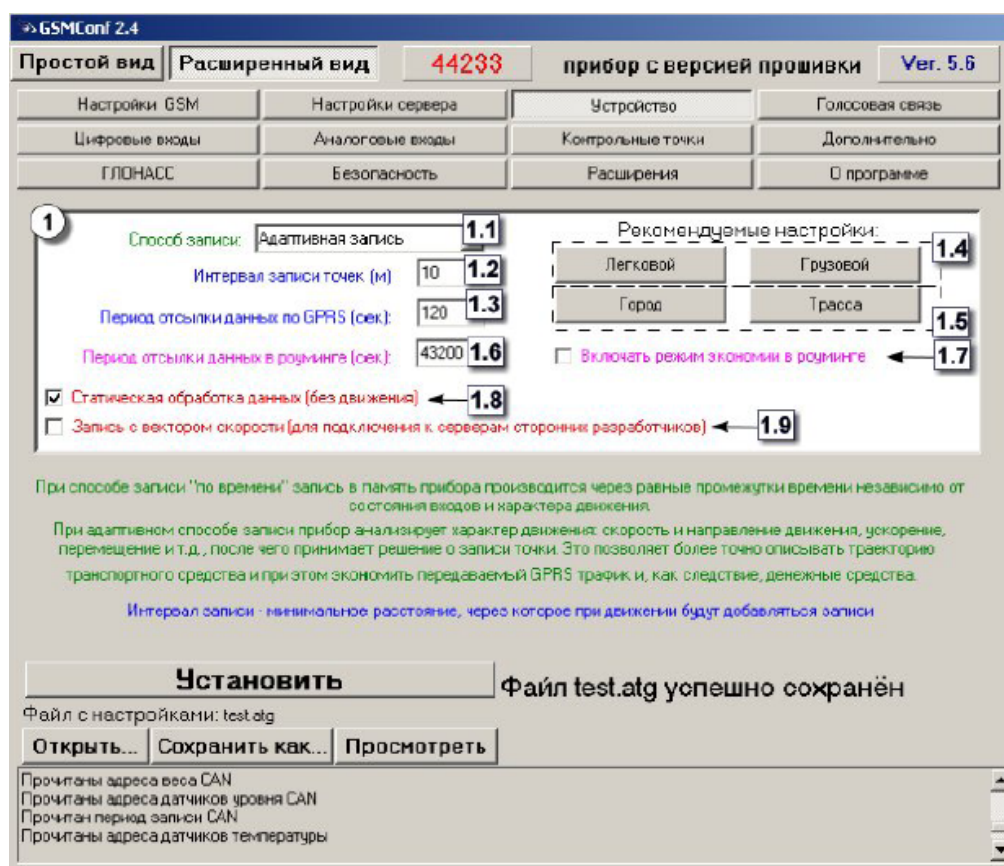 GSMConf 2.4
Простой вид Расширенный вид 44233 прибор с версией прошивки Ver. 5.6
Настройки GSM Настройки сервера Устройство Голосовая связь
Цифровые входы Аналоговые входы Контрольные точки Дополнительно
ГЛОНАСС Безопасность Расширения О программе
1
Способ записи: Адаптивная запись 1.1
Интервал записи точек (м) 10 1.2
Период отсылки данных по GPRS (сек): 120 1.3
Период отсылки данных в роуминге (сек): 43200 1.6
Рекомендуемые настройки:
Легковой Грузовой 1.4
Город Трасса 1.5
Включать режим экономии в роуминге 1.7
Статическая обработка данных (без движения) 1.8
Запись с вектором скорости (для подключения к серверам сторонних разработчиков) 1.9
При способе записи "по времени" запись в память прибора производится через равные промежутки времени независимо от
состояния входов и характера движения.
При адаптивном способе записи прибор анализирует характер движения: скорость и направление движения, ускорение,
перемещение и т.д., после чего принимает решение о записи точки. Это позволяет более точно описывать траекторию
транспортного средства и при этом экономить передаваемый GPRS трафик и, как следствие, денежные средства.
Интервал записи - минимальное расстояние, через которое при движении будут добавляться записи
Установить Файл test.atg успешно сохранён
Файл с настройками: test.atg
Открыть... Сохранить как... Просмотреть
Прочитаны адреса веса CAN
Прочитаны адреса датчиков уровня CAN
Прочитан период записи CAN
Прочитаны адреса датчиков температуры